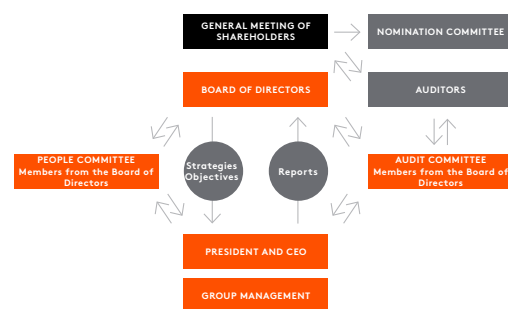 GENERAL MEETING OF
SHAREHOLDERS
NOMINATION COMMITTEE
BOARD OF DIRECTORS
AUDITORS
PEOPLE COMMITTEE
Members from the Board of
Directors
Strategies
Objectives
Reports
AUDIT COMMITTEE
Members from the Board of
Directors
PRESIDENT AND CEO
GROUP MANAGEMENT